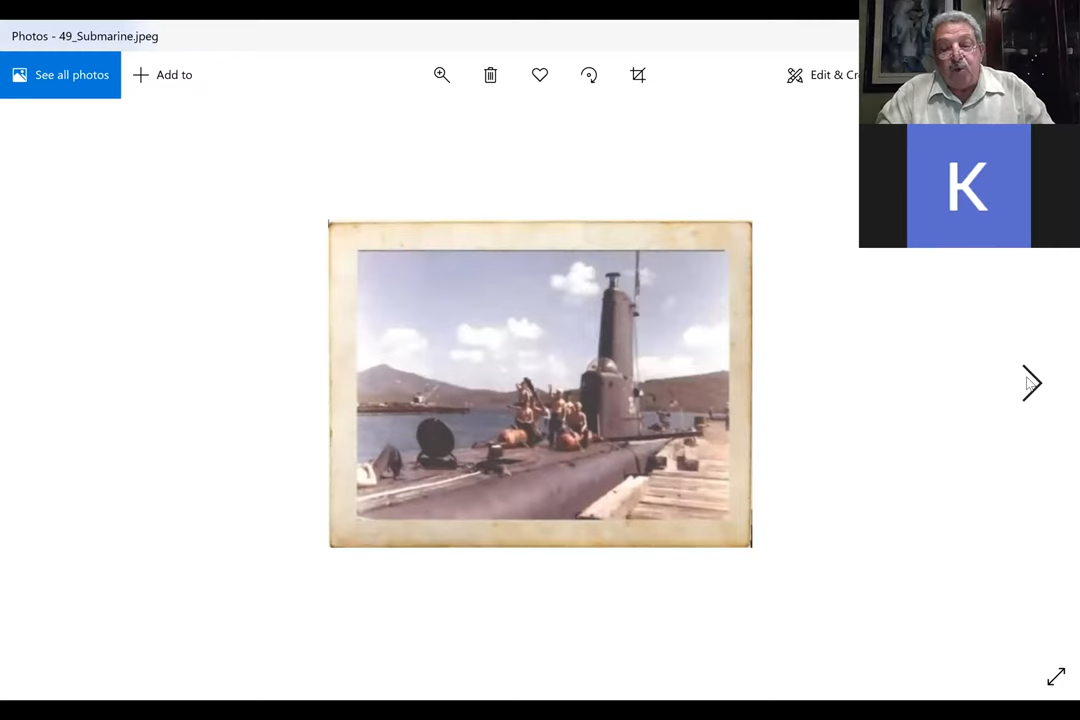 Photos - 49_Submarine.jpeg
See all photos
Add to
Edit & Cr
K